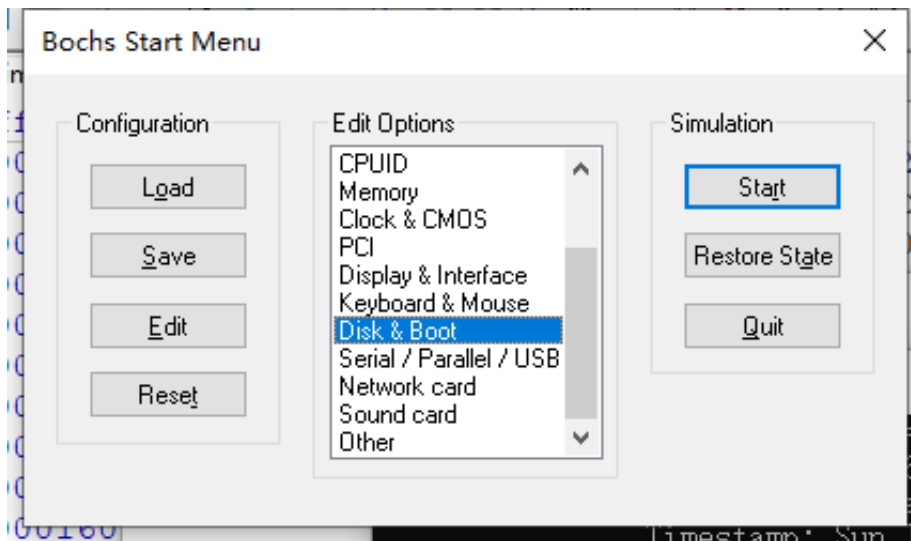 Bochs Start Menu
Configuration
Load
Save
Edit
Reset
Edit Options
CPUID
Memory
Clock & CMOS
PCI
Display & Interface
Keyboard & Mouse
Disk & Boot
Serial / Parallel / USB
Network card
Sound card
Other
Simulation
Start
Restore State
Quit
000160
Timestamp: Sun